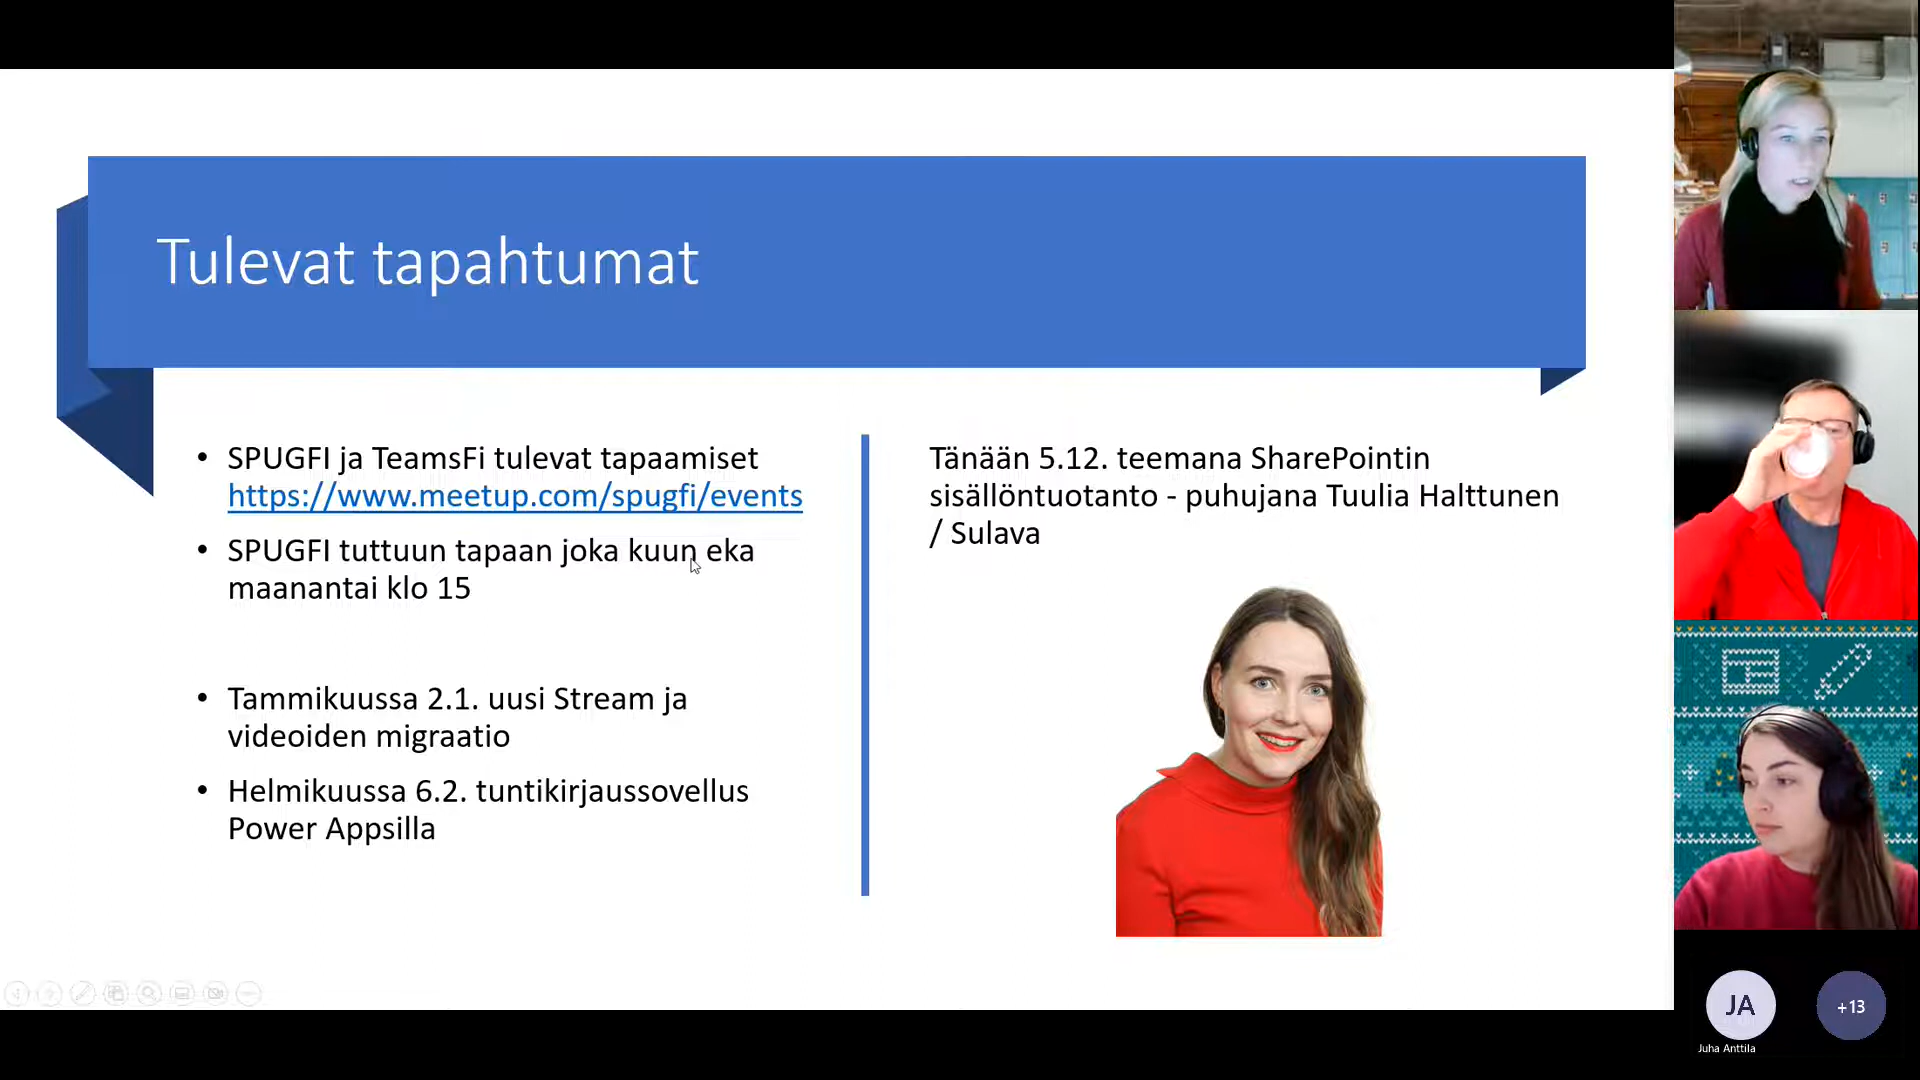 Tulevat tapahtumat
• SPUGFI ja TeamsFi tulevat tapaamiset
https://www.meetup.com/spugfi/events
• SPUGFI tuttuun tapaan joka kuun eka
maanantai klo 15
• Tammikuussa 2.1. uusi Stream ja
videoiden migraatio
• Helmikuussa 6.2. tuntikirjaussovellus
Power Appsilla
Tänään 5.12. teemana SharePointin
sisällöntuotanto - puhujana Tuulia Halttunen
/ Sulava
JA
+13
Juha Anttila